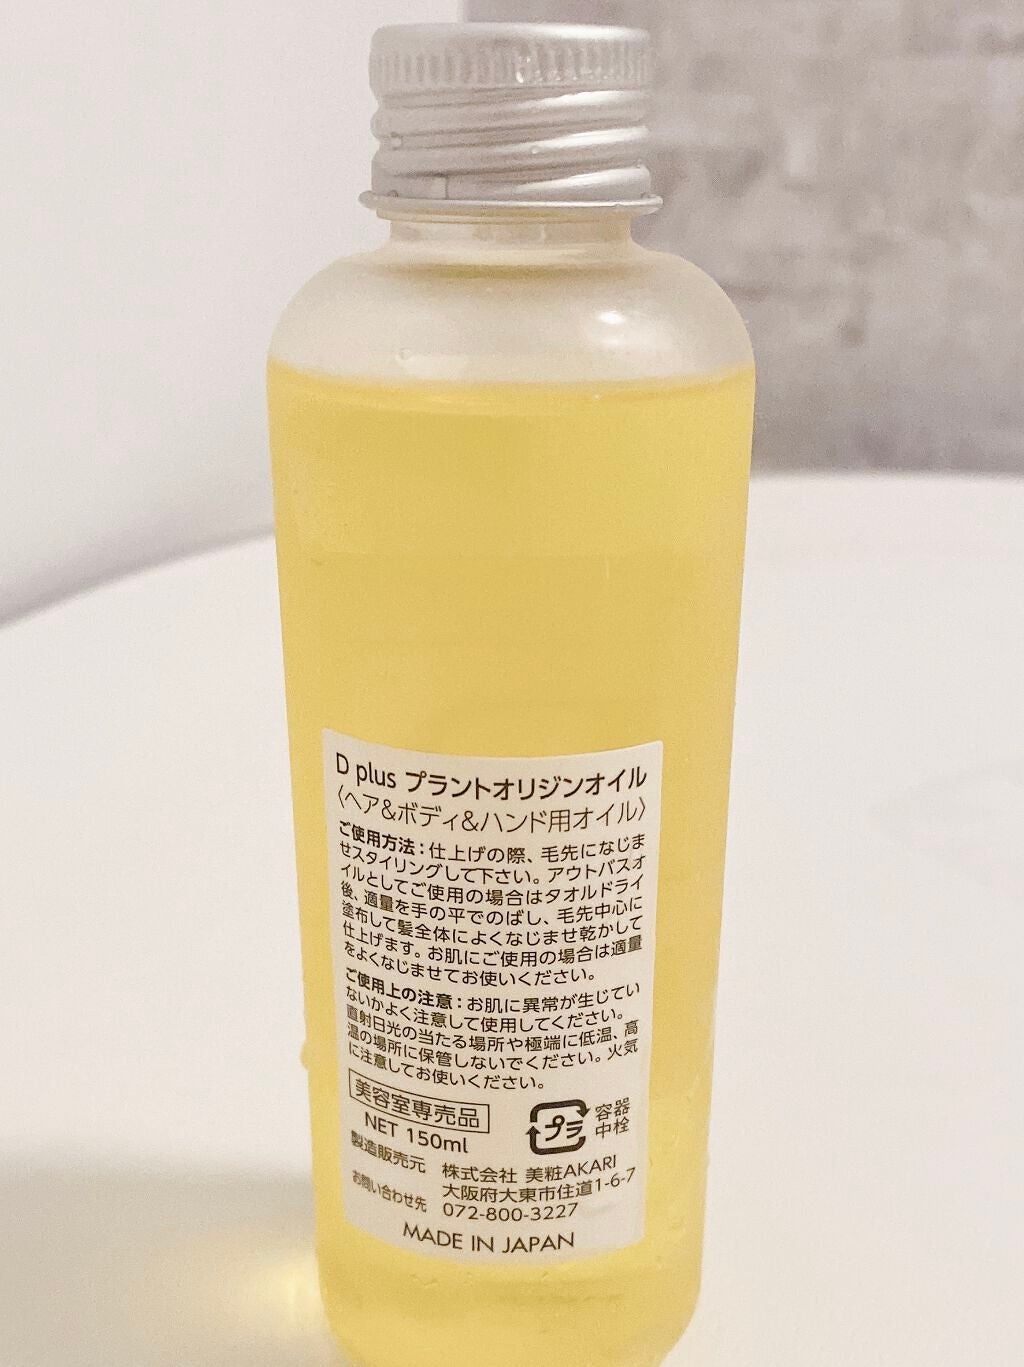 D plus プラントオリジンオイル
〈ヘア&ボディ&ハンド用オイル〉
ご使用方法：仕上げの際、毛先になじま
せスタイリングして下さい。アウトバスオ
イルとしてご使用の場合はタオルドライ
後、適量を手の平でのばし、毛先中心に
塗布して髪全体によくなじませ乾かして
仕上げます。お肌にご使用の場合は適量
をよくなじませてお使いください。
ご使用上の注意：お肌に異常が生じてい
ないかよく注意して使用してください。
直射日光の当たる場所や極端に低温、高
温の場所に保管しないでください。火気
に注意してお使いください。
美容室専売品
NET 150ml
プラ
容器
中栓
製造販売元 株式会社 美粧AKARI
大阪府大東市住道1-6-7
お問い合わせ先 072-800-3227
MADE IN JAPAN